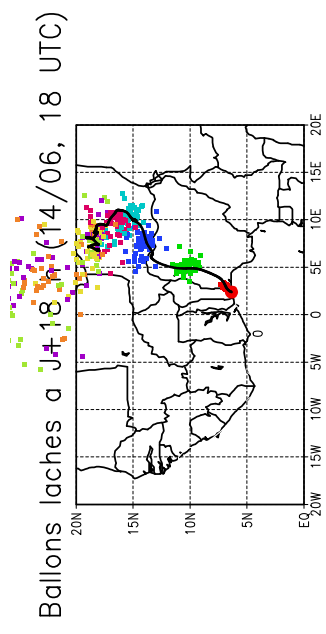 Ballons laches a J+18 (14/06, 18 UTC)
20N
15N
10N
5N
EQ
0
20W 15W 10W 5W 0 5E 10E 15E 20E